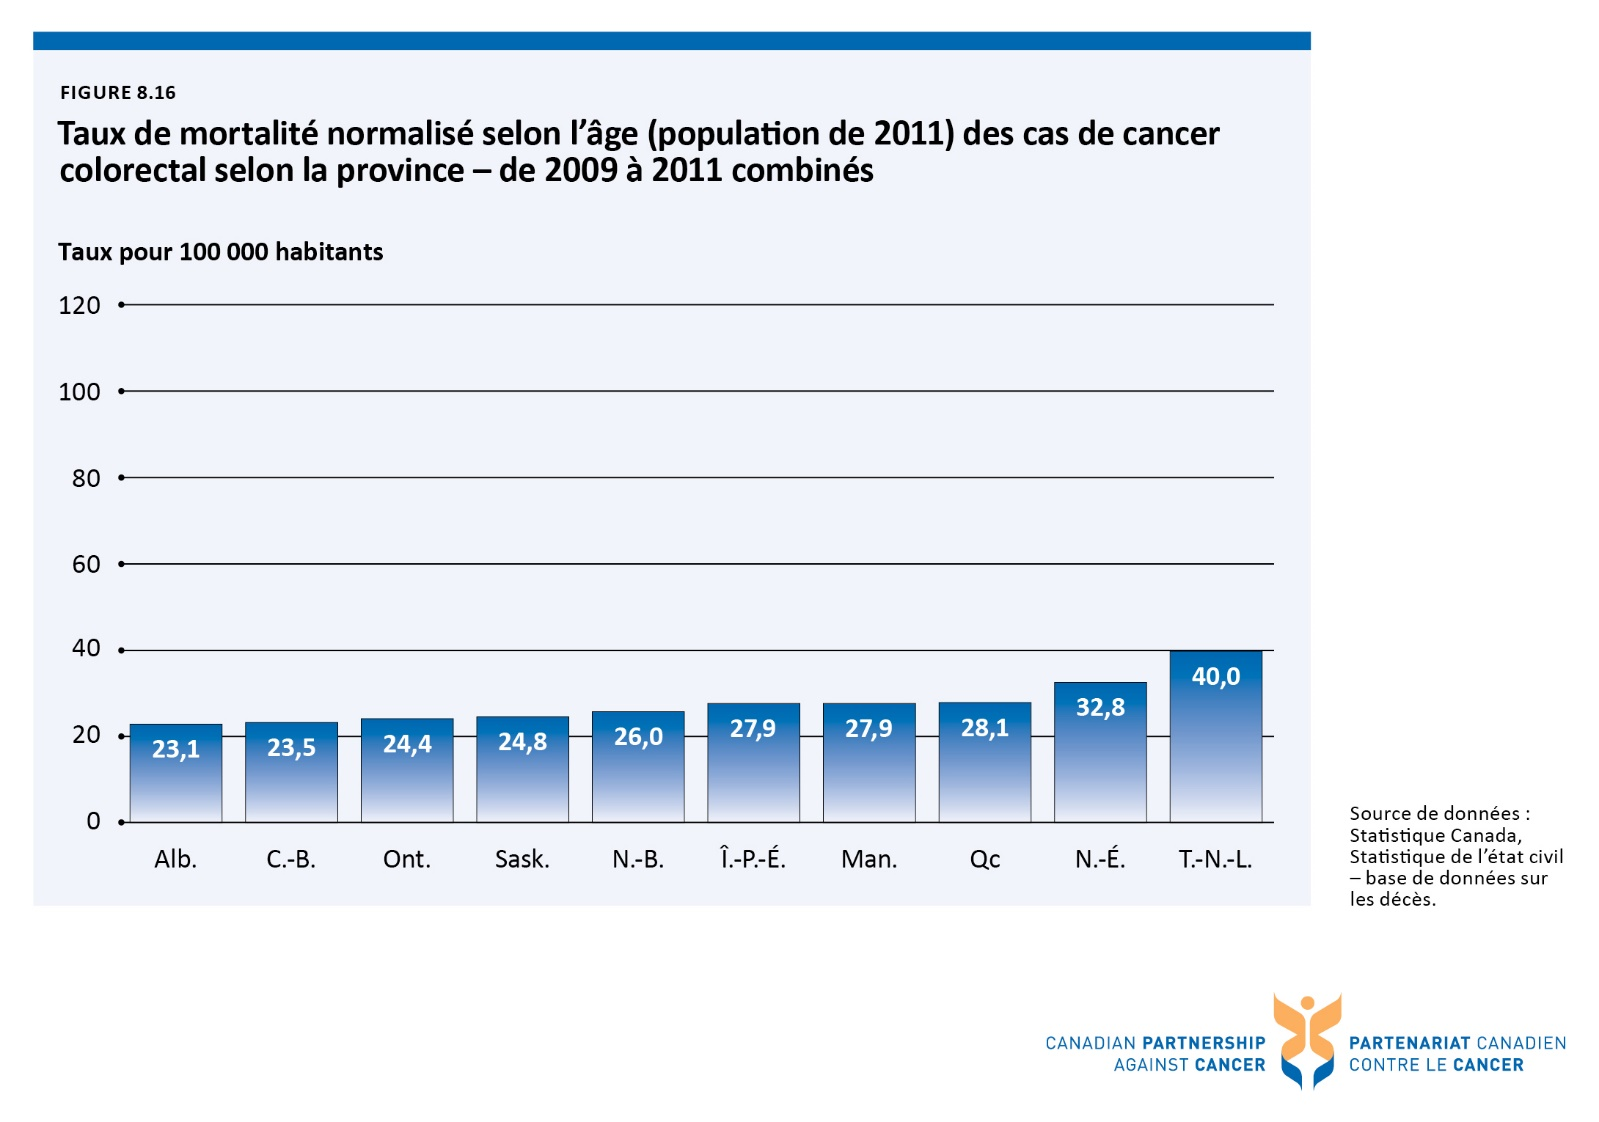 FIGURE 8.16
Taux de mortalité normalisé selon l’âge (population de 2011) des cas de cancer
colorectal selon la province – de 2009 à 2011 combinés
Taux pour 100 000 habitants
120
100
80
60
40
20
0
23,1
23,5
24,4
24,8
26,0
27,9
27,9
28,1
32,8
40,0
Alb.
C.-B.
Ont.
Sask.
N.-B.
Î.-P.-É.
Man.
Qc
N.-É.
T.-N.-L.
Source de données :
Statistique Canada,
Statistique de l’état civil
– base de données sur
les décès.
CANADIAN PARTNERSHIP
AGAINST CANCER
PARTENARIAT CANADIEN
CONTRE LE CANCER